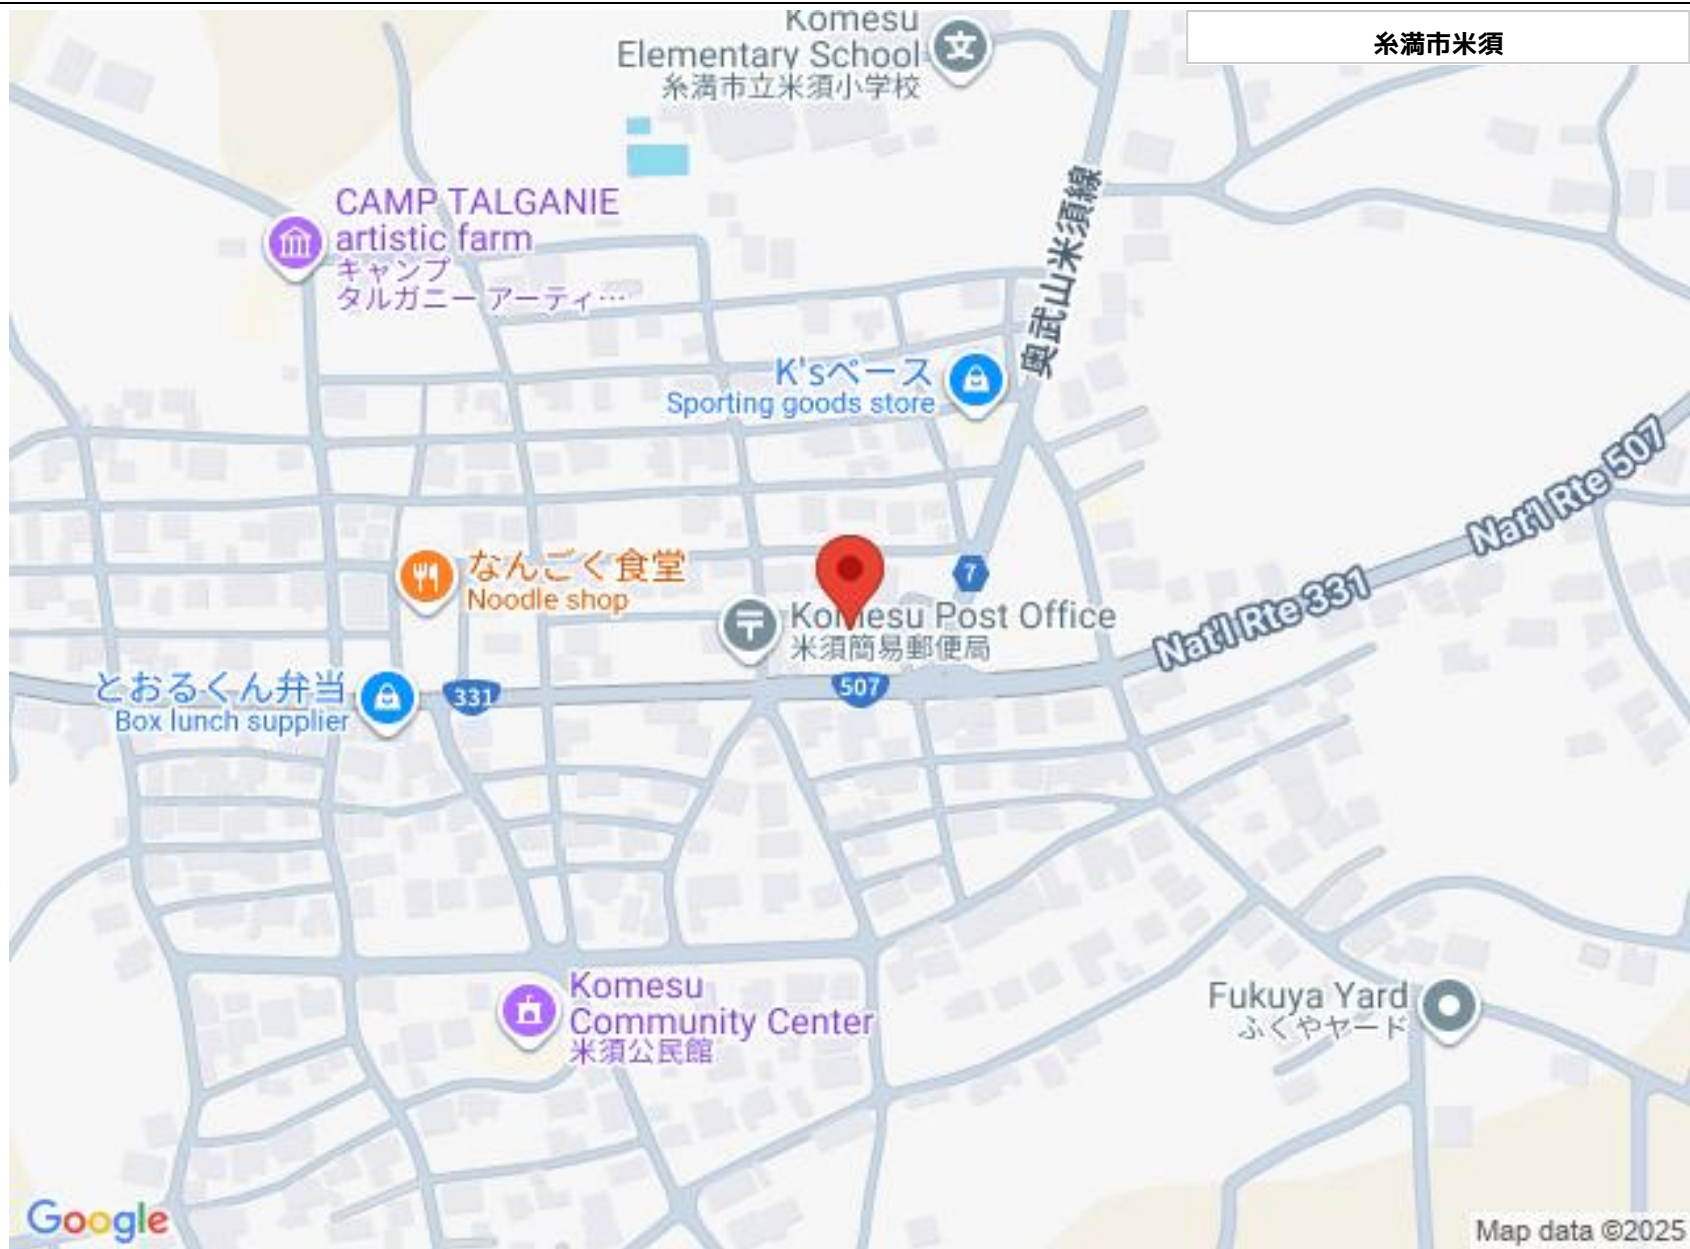 Komesu
Elementary School
糸満市立米須小学校
糸満市米須
CAMP TALGANIE
artistic farm
キャンプ
タルガニー アーティ…
奥武山米須線
K'sベース
Sporting goods store
Nat'l Rte 507
なんごく食堂
Noodle shop
7
Komesu Post Office
米須簡易郵便局
Nat'l Rte 331
とおるくん弁当
Box lunch supplier
331
507
Komesu
Community Center
米須公民館
Fukuya Yard
ふくやヤード
Google
Map data ©2025